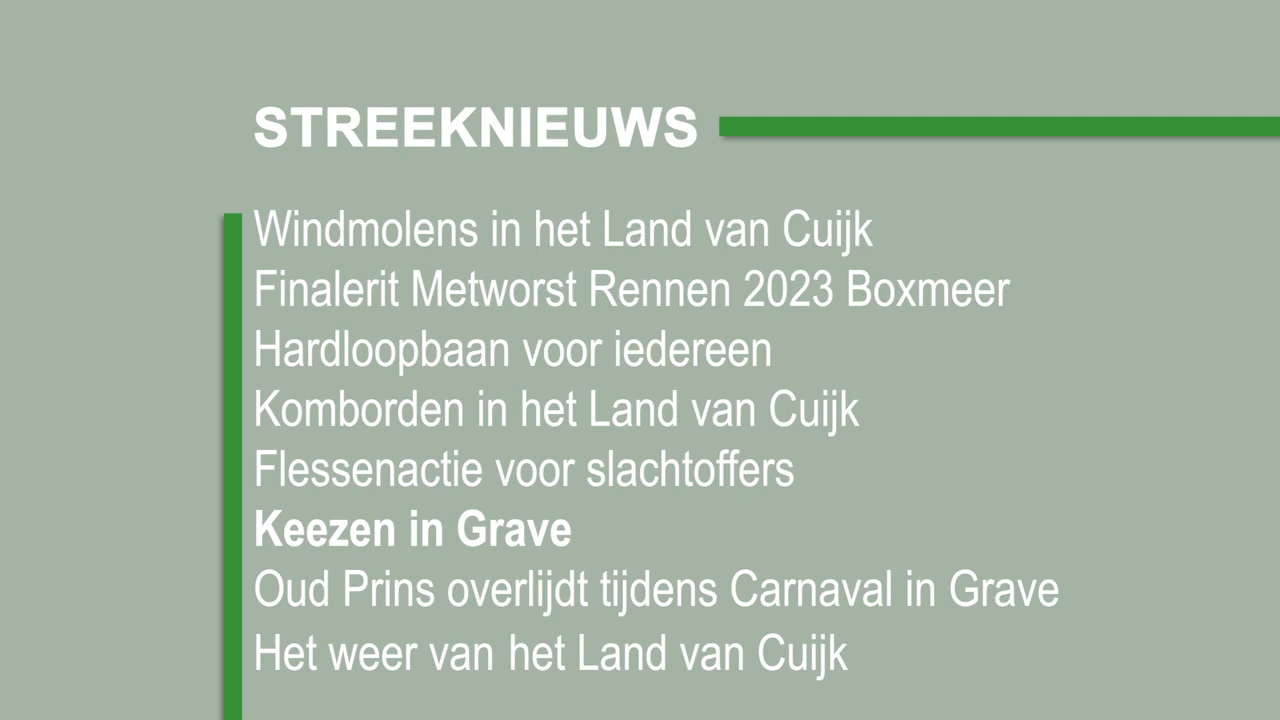 STREEKNIEUWS
Windmolens in het Land van Cuijk
Finalerit Metworst Rennen 2023 Boxmeer
Hardloopbaan voor iedereen
Komborden in het Land van Cuijk
Flessenactie voor slachtoffers
Keezen in Grave
Oud Prins overlijdt tijdens Carnaval in Grave
Het weer van het Land van Cuijk